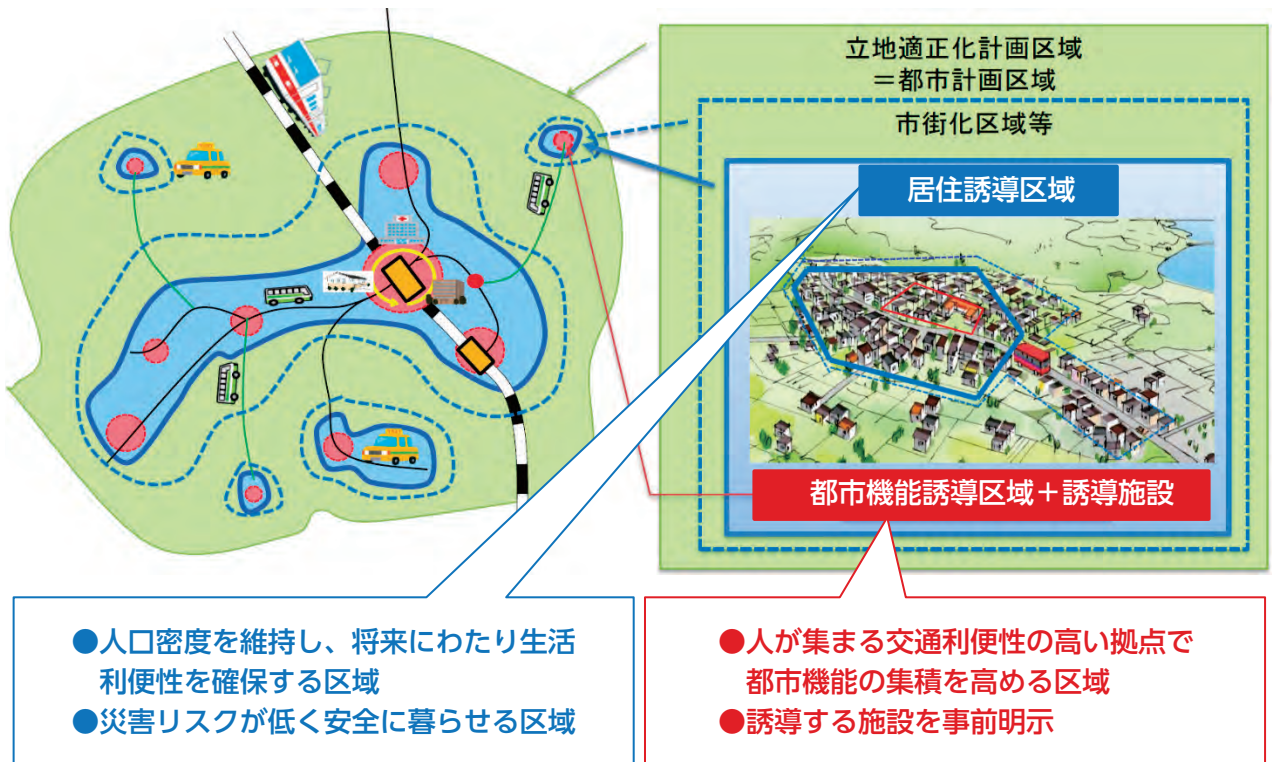 立地適正化計画区域
＝都市計画区域
市街化区域等
居住誘導区域
都市機能誘導区域＋誘導施設
●人口密度を維持し、将来にわたり生活
利便性を確保する区域
●災害リスクが低く安全に暮らせる区域
●人が集まる交通利便性の高い拠点で
都市機能の集積を高める区域
●誘導する施設を事前明示